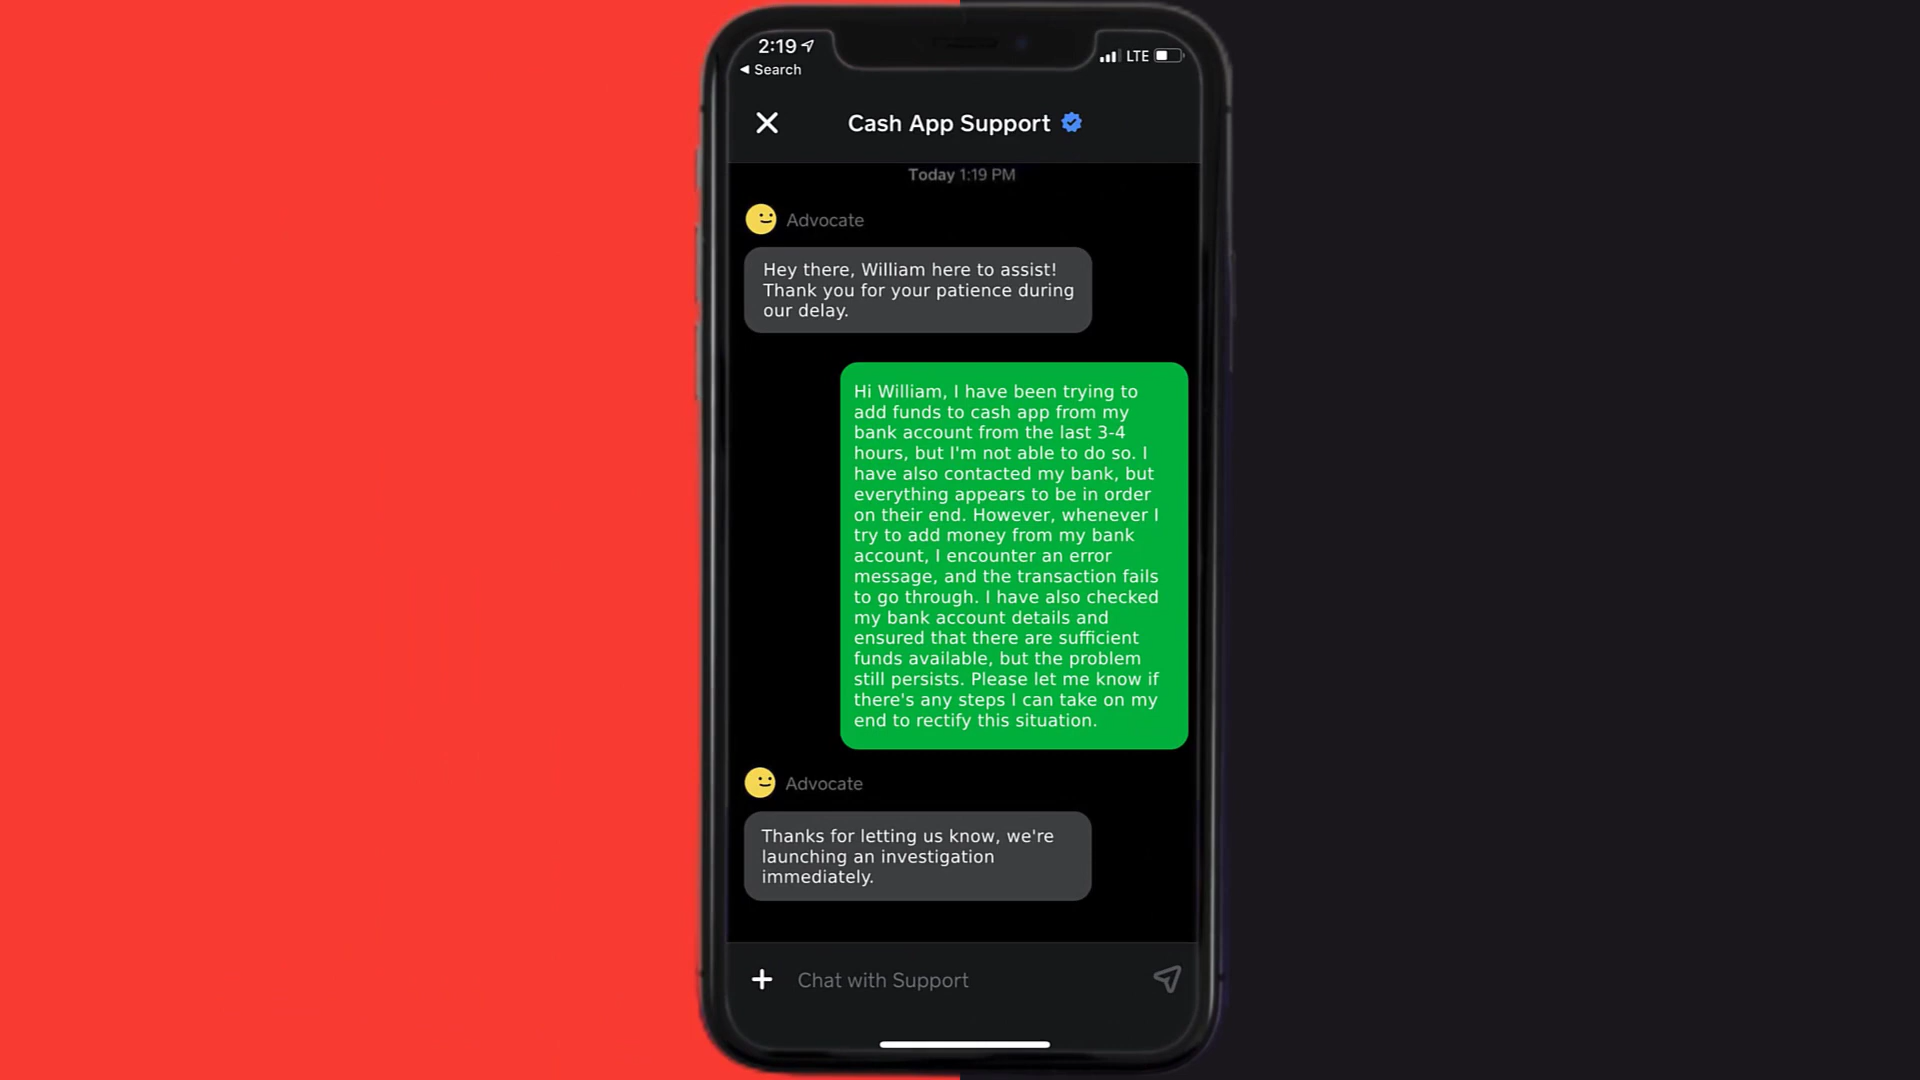 2:19
LTE
◀ Search
Cash App Support
Today 1:19 PM
Advocate
Hey there, William here to assist!
Thank you for your patience during
our delay.
Hi William, I have been trying to
add funds to cash app from my
bank account from the last 3-4
hours, but I'm not able to do so. I
have also contacted my bank, but
everything appears to be in order
on their end. However, whenever I
try to add money from my bank
account, I encounter an error
message, and the transaction fails
to go through. I have also checked
my bank account details and
ensured that there are sufficient
funds available, but the problem
still persists. Please let me know if
there's any steps I can take on my
end to rectify this situation.
Advocate
Thanks for letting us know, we're
launching an investigation
immediately.
Chat with Support